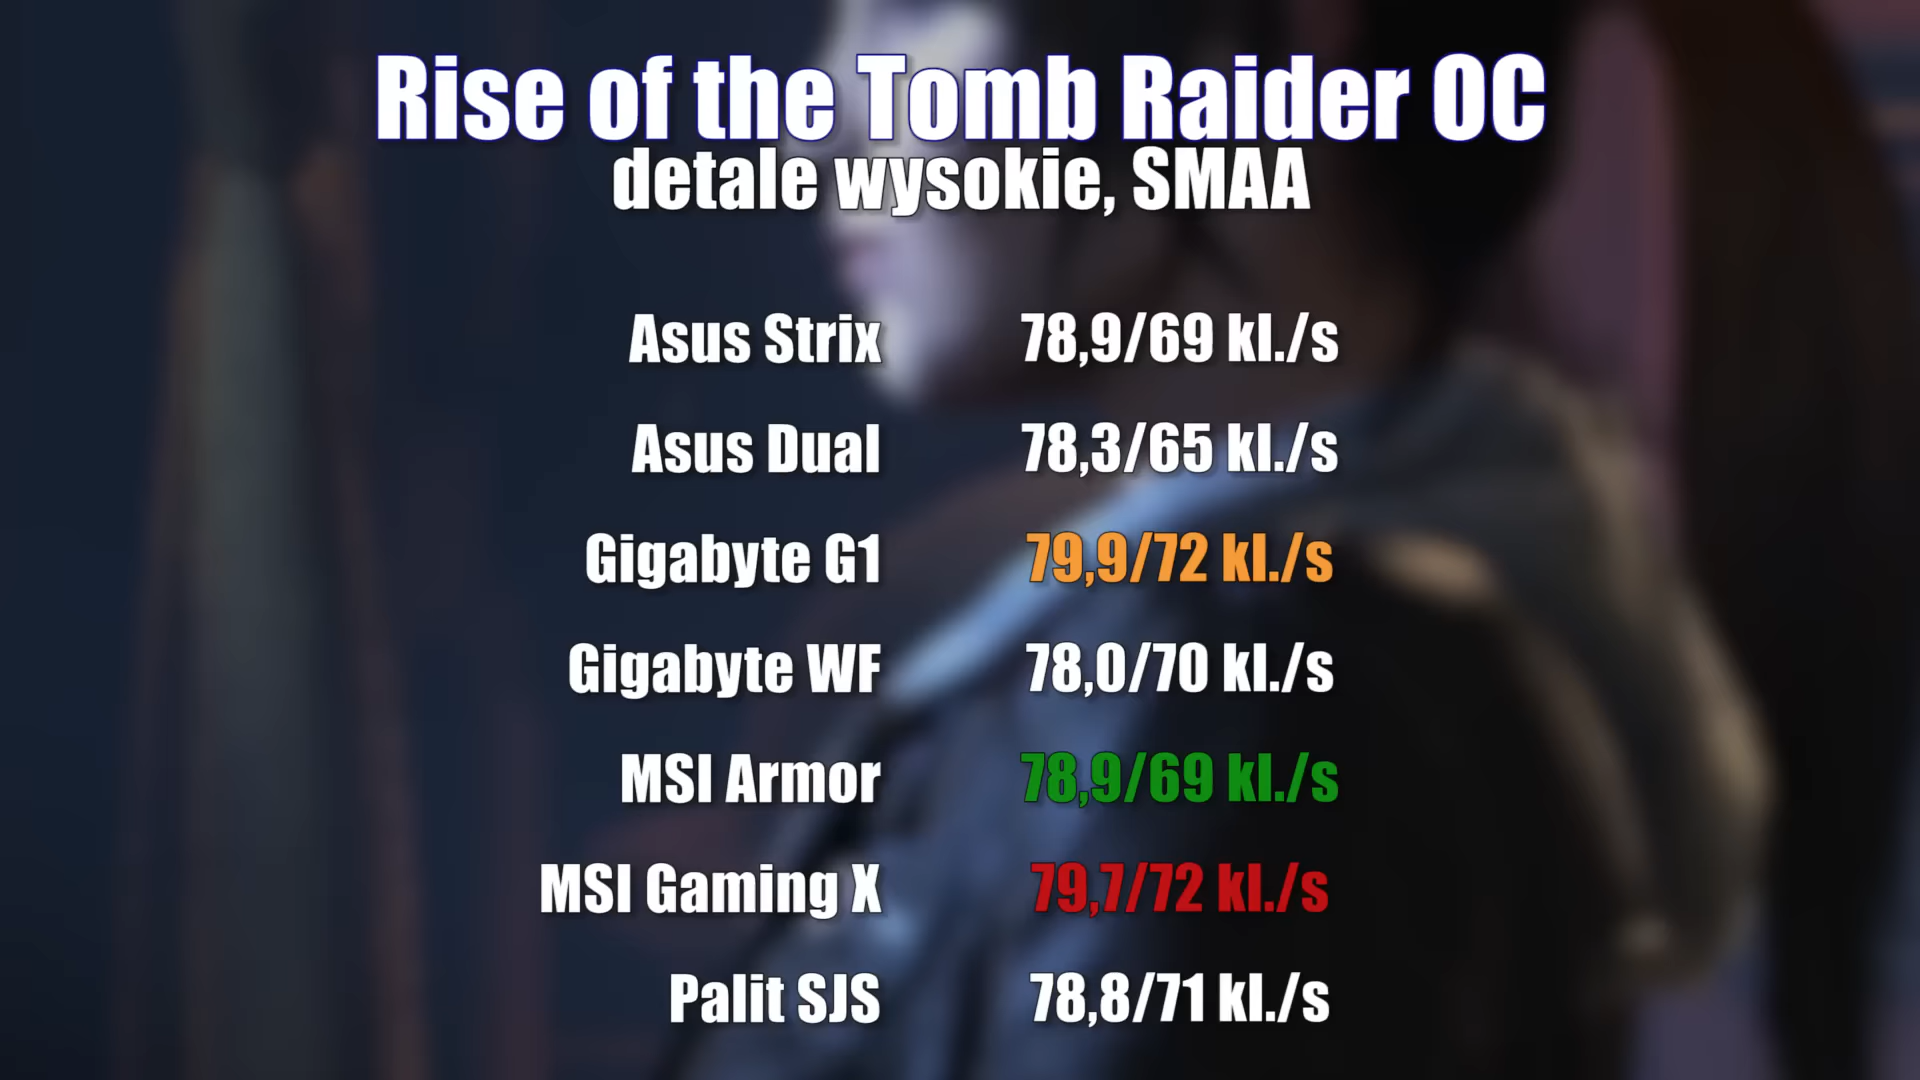 Rise of the Tomb Raider OC
detale wysokie, SMAA
Asus Strix 78,9/69 kl./s
Asus Dual 78,3/65 kl./s
Gigabyte G1 79,9/72 kl./s
Gigabyte WF 78,0/70 kl./s
MSI Armor 78,9/69 kl./s
MSI Gaming X 79,7/72 kl./s
Palit SJS 78,8/71 kl./s